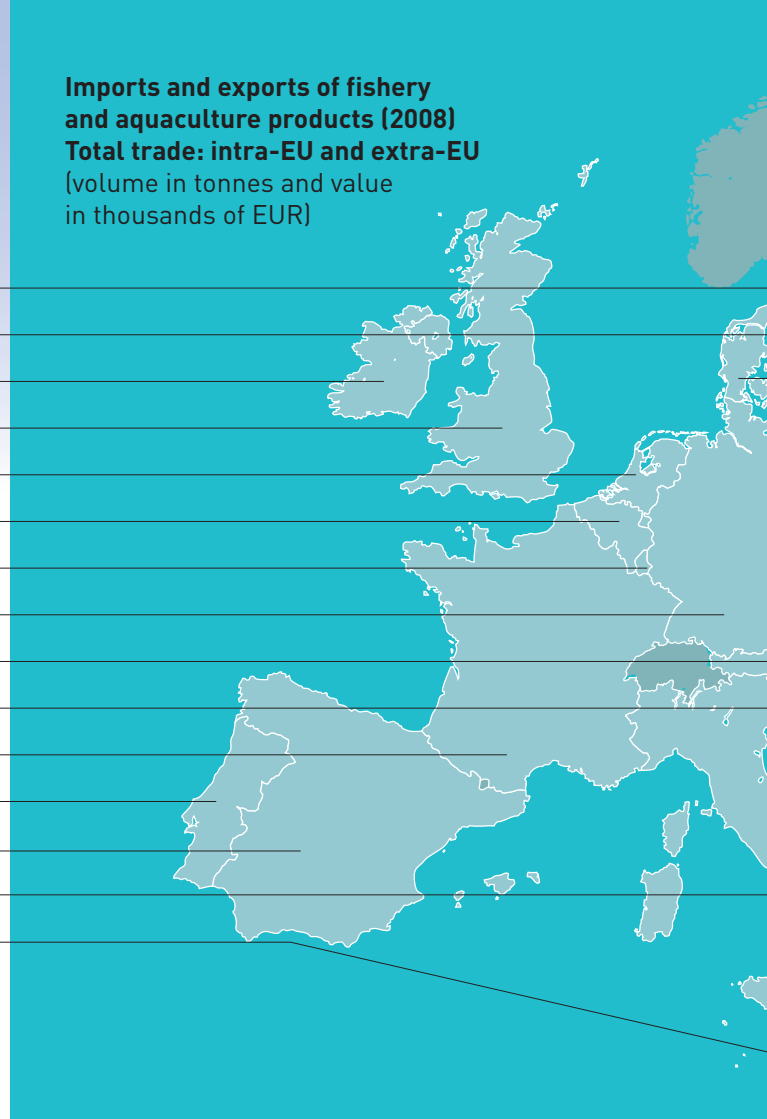 Imports and exports of fishery
and aquaculture products (2008)
Total trade: intra-EU and extra-EU
(volume in tonnes and value
in thousands of EUR)